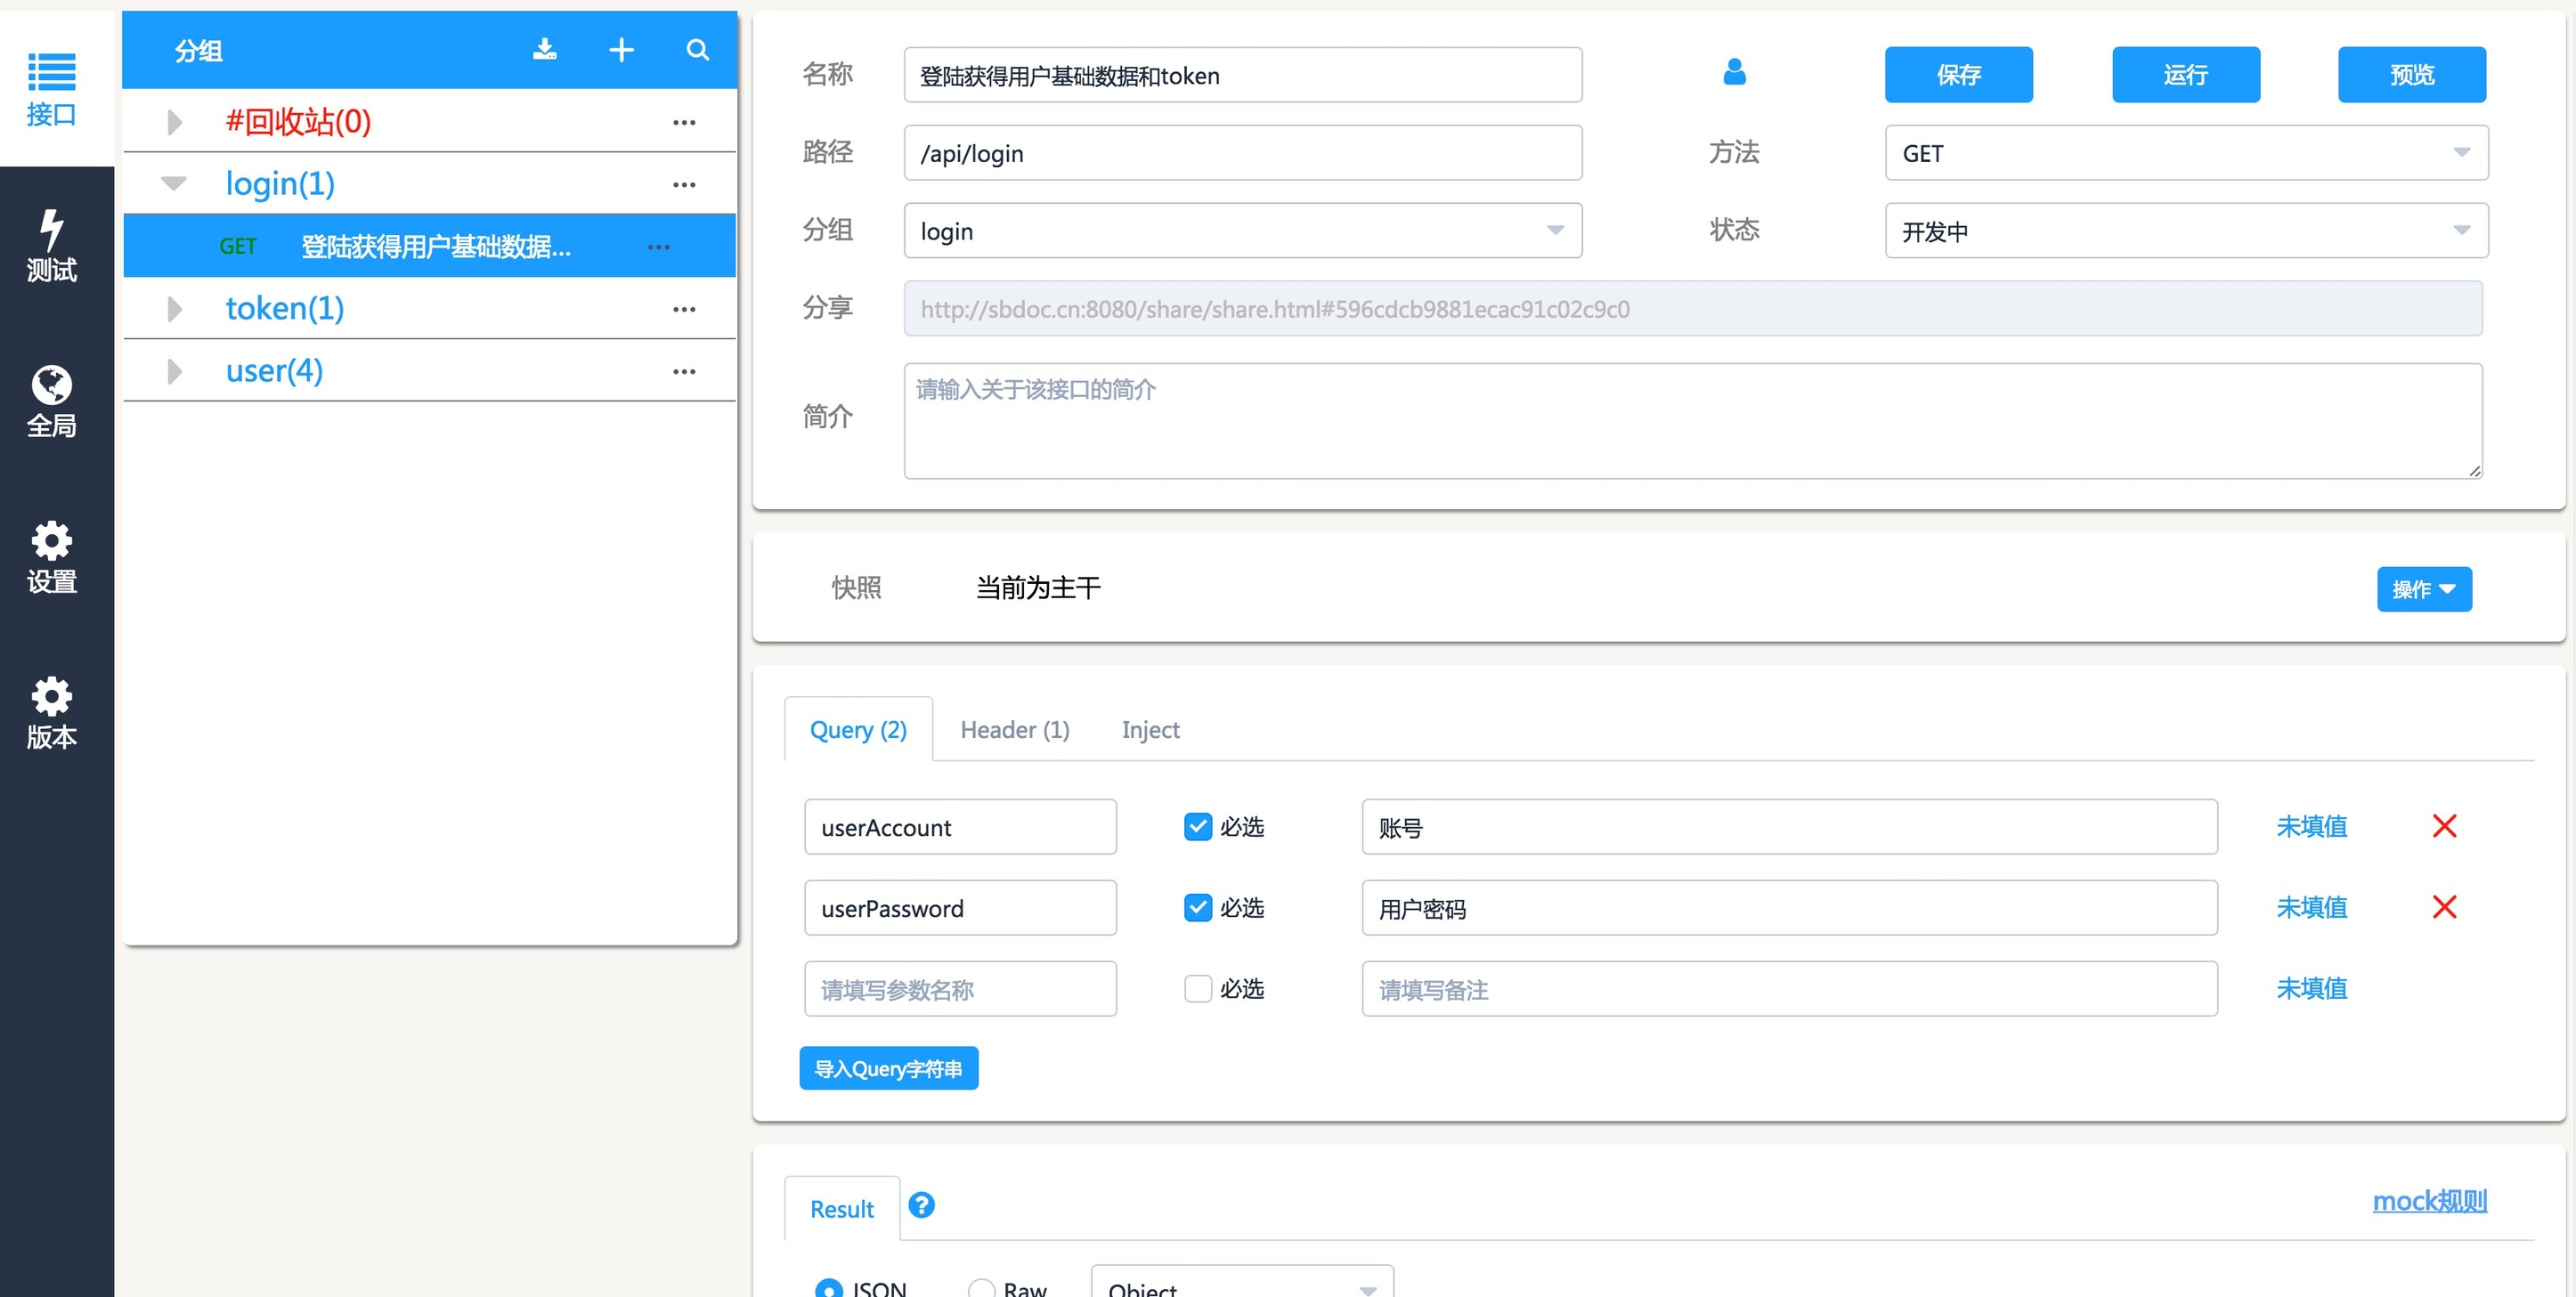 接口
测试
全局
设置
版本
分组
#回收站(0)
login(1)
GET 登陆获得用户基础数据...
token(1)
user(4)
名称 登陆获得用户基础数据和token 保存 运行 预览
路径 /api/login 方法 GET
分组 login 状态 开发中
分享 http://sbdoc.cn:8080/share/share.html#596cdcb9881ecac91c02c9c0
简介 请输入关于该接口的简介
快照 当前为主干 操作
Query (2) Header (1) Inject
userAccount 必选 账号 未填值
userPassword 必选 用户密码 未填值
请填写参数名称 必选 请填写备注 未填值
导入Query字符串
Result ? mock规则
JSON Raw Object